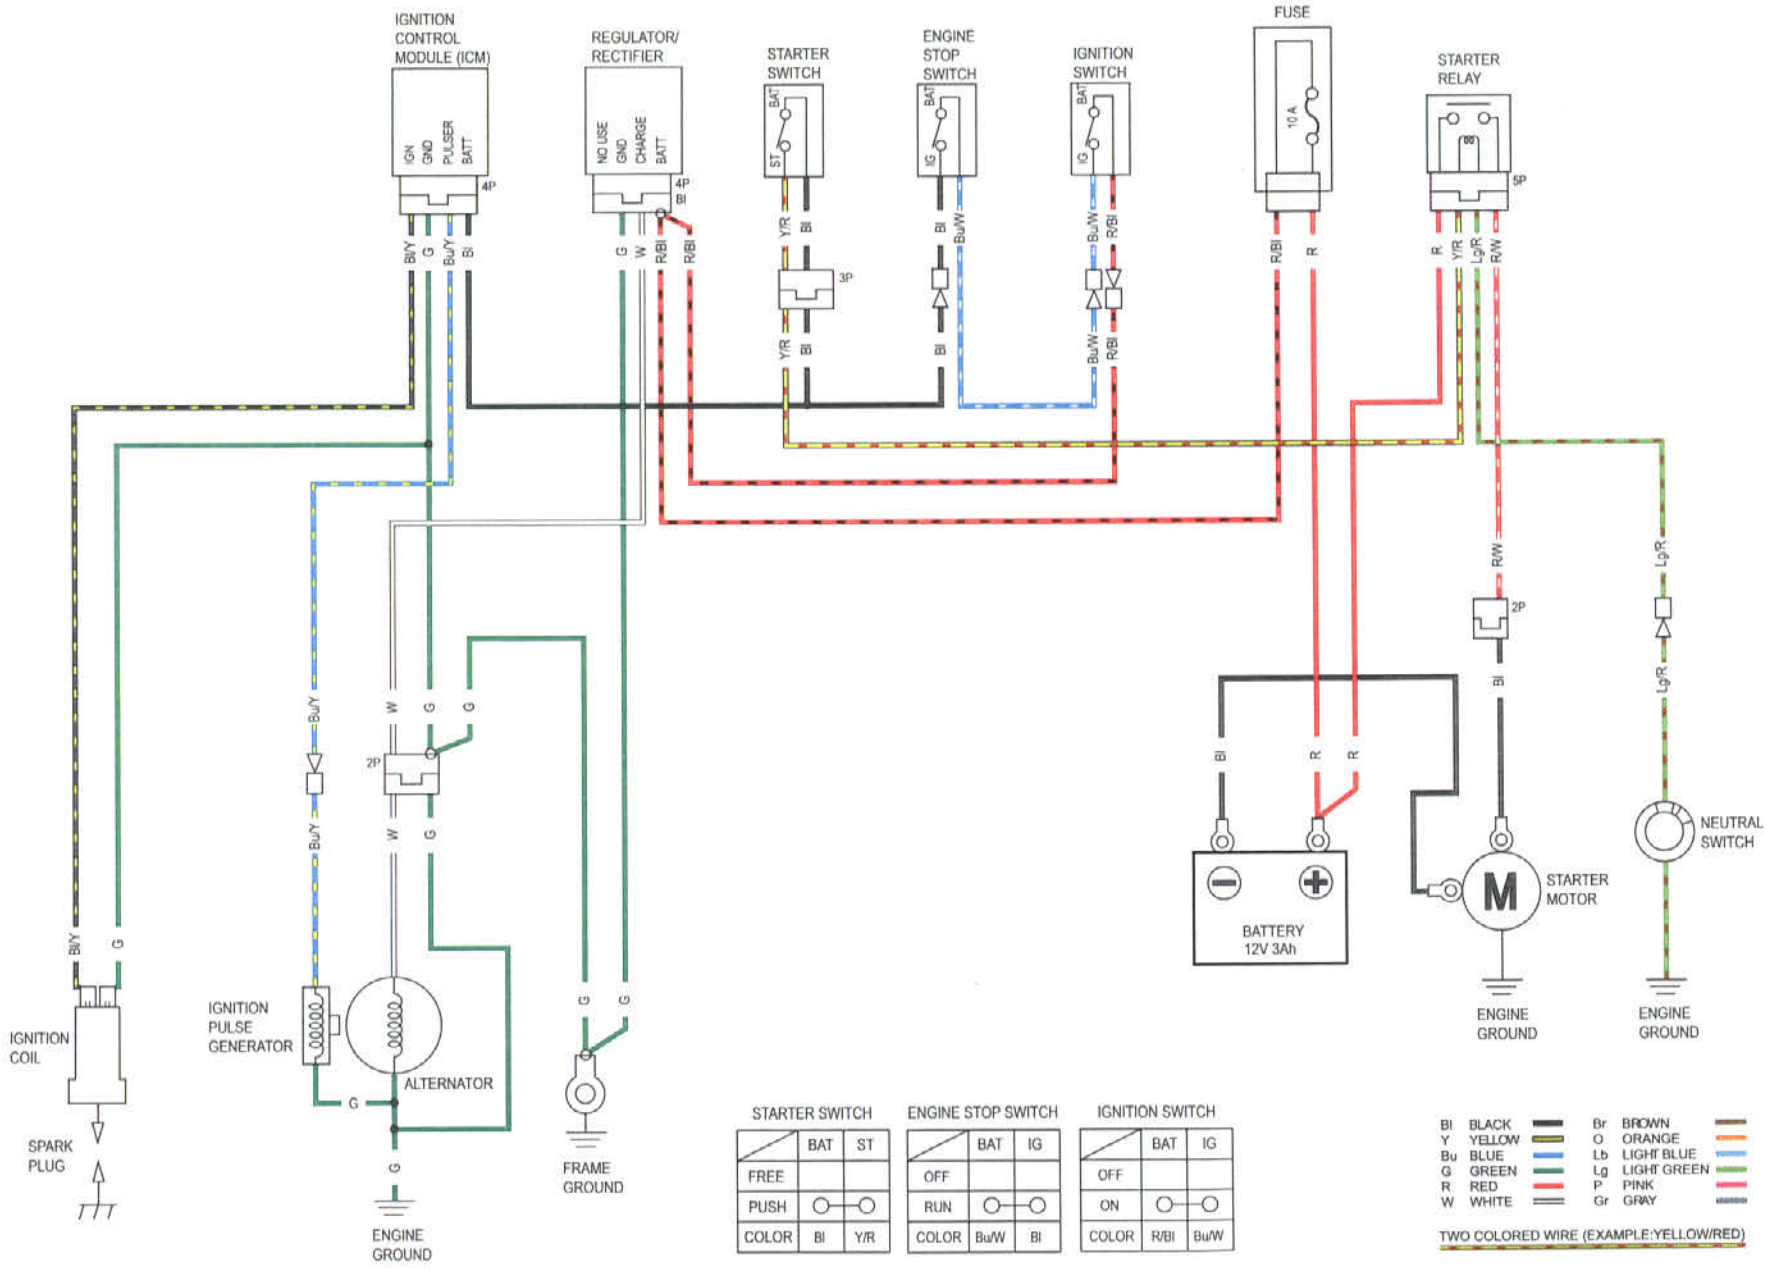 IGNITION
CONTROL
MODULE (ICM)
REGULATOR/
RECTIFIER
STARTER
SWITCH
ENGINE
STOP
SWITCH
IGNITION
SWITCH
FUSE
STARTER
RELAY
IGN
GND
PULSER
BATT
4P
NO USE
GND
CHARGE
BATT
4P
Bl
BAT
ST
BAT
IG
BAT
IG
10 A
5P
Bl/Y
G
Bu/Y
Bl
G
W
R/Bl
R/Bl
Y/R
Bl
3P
Y/R
Bl
Bl
Bu/W
Bl
Bu/W
R/Bl
Bu/W
R/Bl
R/Bl
R
R
Y/R
Lg/R
R/W
R/W
2P
Bl
Lg/R
Lg/R
Bu/Y
W
G
G
2P
Bu/Y
W
G
Bl
R
R
BATTERY
12V 3Ah
M
STARTER
MOTOR
NEUTRAL
SWITCH
ENGINE
GROUND
ENGINE
GROUND
Bl/Y
G
IGNITION
COIL
SPARK
PLUG
IGNITION
PULSE
GENERATOR
ALTERNATOR
G
G
ENGINE
GROUND
G
G
FRAME
GROUND
STARTER SWITCH
BAT ST
FREE
PUSH
COLOR Bl Y/R
ENGINE STOP SWITCH
BAT IG
OFF
RUN
COLOR Bu/W Bl
IGNITION SWITCH
BAT IG
OFF
ON
COLOR R/Bl Bu/W
Bl BLACK
Y YELLOW
Bu BLUE
G GREEN
R RED
W WHITE
Br BROWN
O ORANGE
Lb LIGHT BLUE
Lg LIGHT GREEN
P PINK
Gr GRAY
TWO COLORED WIRE (EXAMPLE:YELLOW/RED)